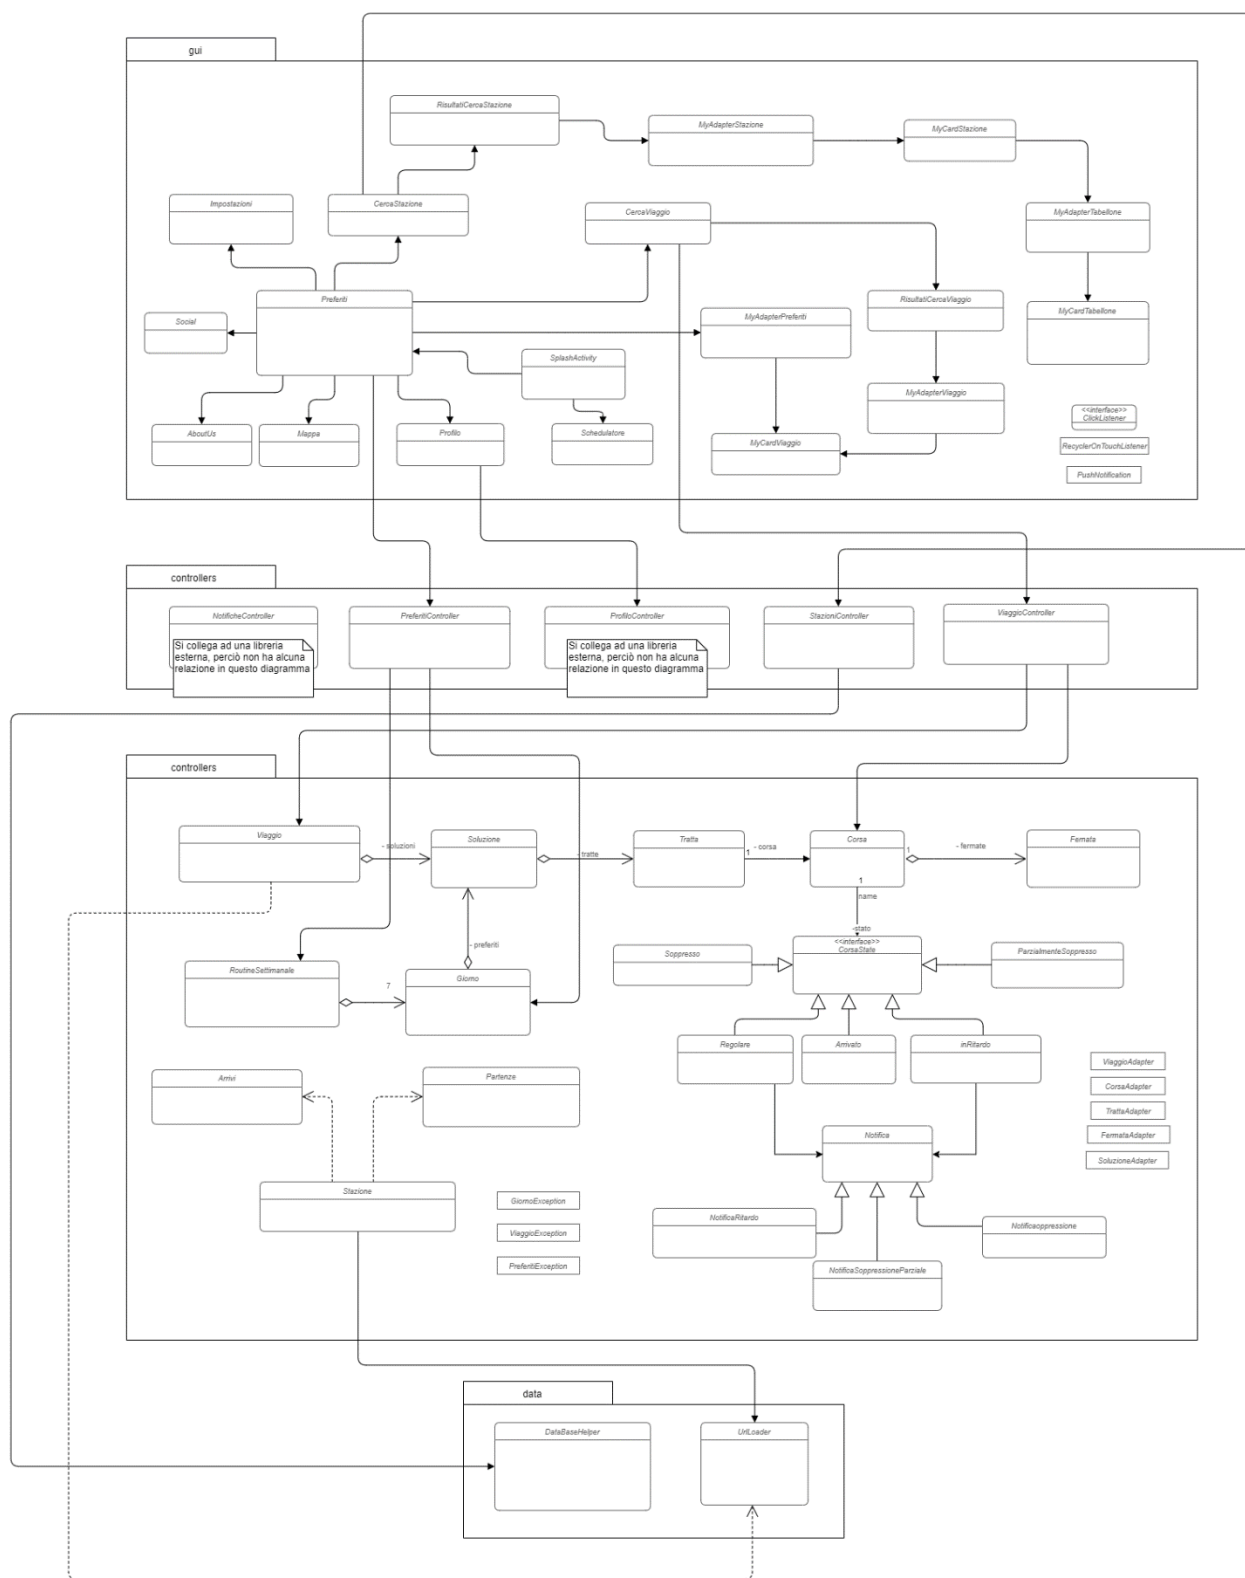 gui
RisultatiCercaStazione
MyAdapterStazione
MyCardStazione
Impostazioni
CercaStazione
CercaViaggio
MyAdapterTabellone
Preferiti
RisultatiCercaViaggio
MyCardTabellone
Social
MyAdapterPreferiti
SplashActivity
MyAdapterViaggio
<<interface>>
ClickListener
AboutUs
Mappa
Profilo
Schedulatore
MyCardViaggio
RecyclerOnTouchListener
PushNotification
controllers
NotificheController
PreferitiController
ProfiloController
StazioniController
ViaggioController
Si collega ad una libreria
esterna, perciò non ha alcuna
relazione in questo diagramma
Si collega ad una libreria
esterna, perciò non ha alcuna
relazione in questo diagramma
controllers
Viaggio
- soluzioni
Soluzione
- tratte
Tratta
1
- corsa
Corsa
1
- fermate
Fermata
1
name
-stato
- preferiti
<<interface>>
CorsaState
Soppresso
ParzialmenteSoppresso
RoutineSettimanale
7
Giorno
Regolare
Arrivato
inRitardo
Arrivi
Partenze
ViaggioAdapter
CorsaAdapter
TrattaAdapter
FermataAdapter
SoluzioneAdapter
Notifica
Stazione
GiornoException
ViaggioException
PreferitiException
NotificaRitardo
Notificaoppressione
NotificaSoppressioneParziale
data
DataBaseHelper
UrlLoader